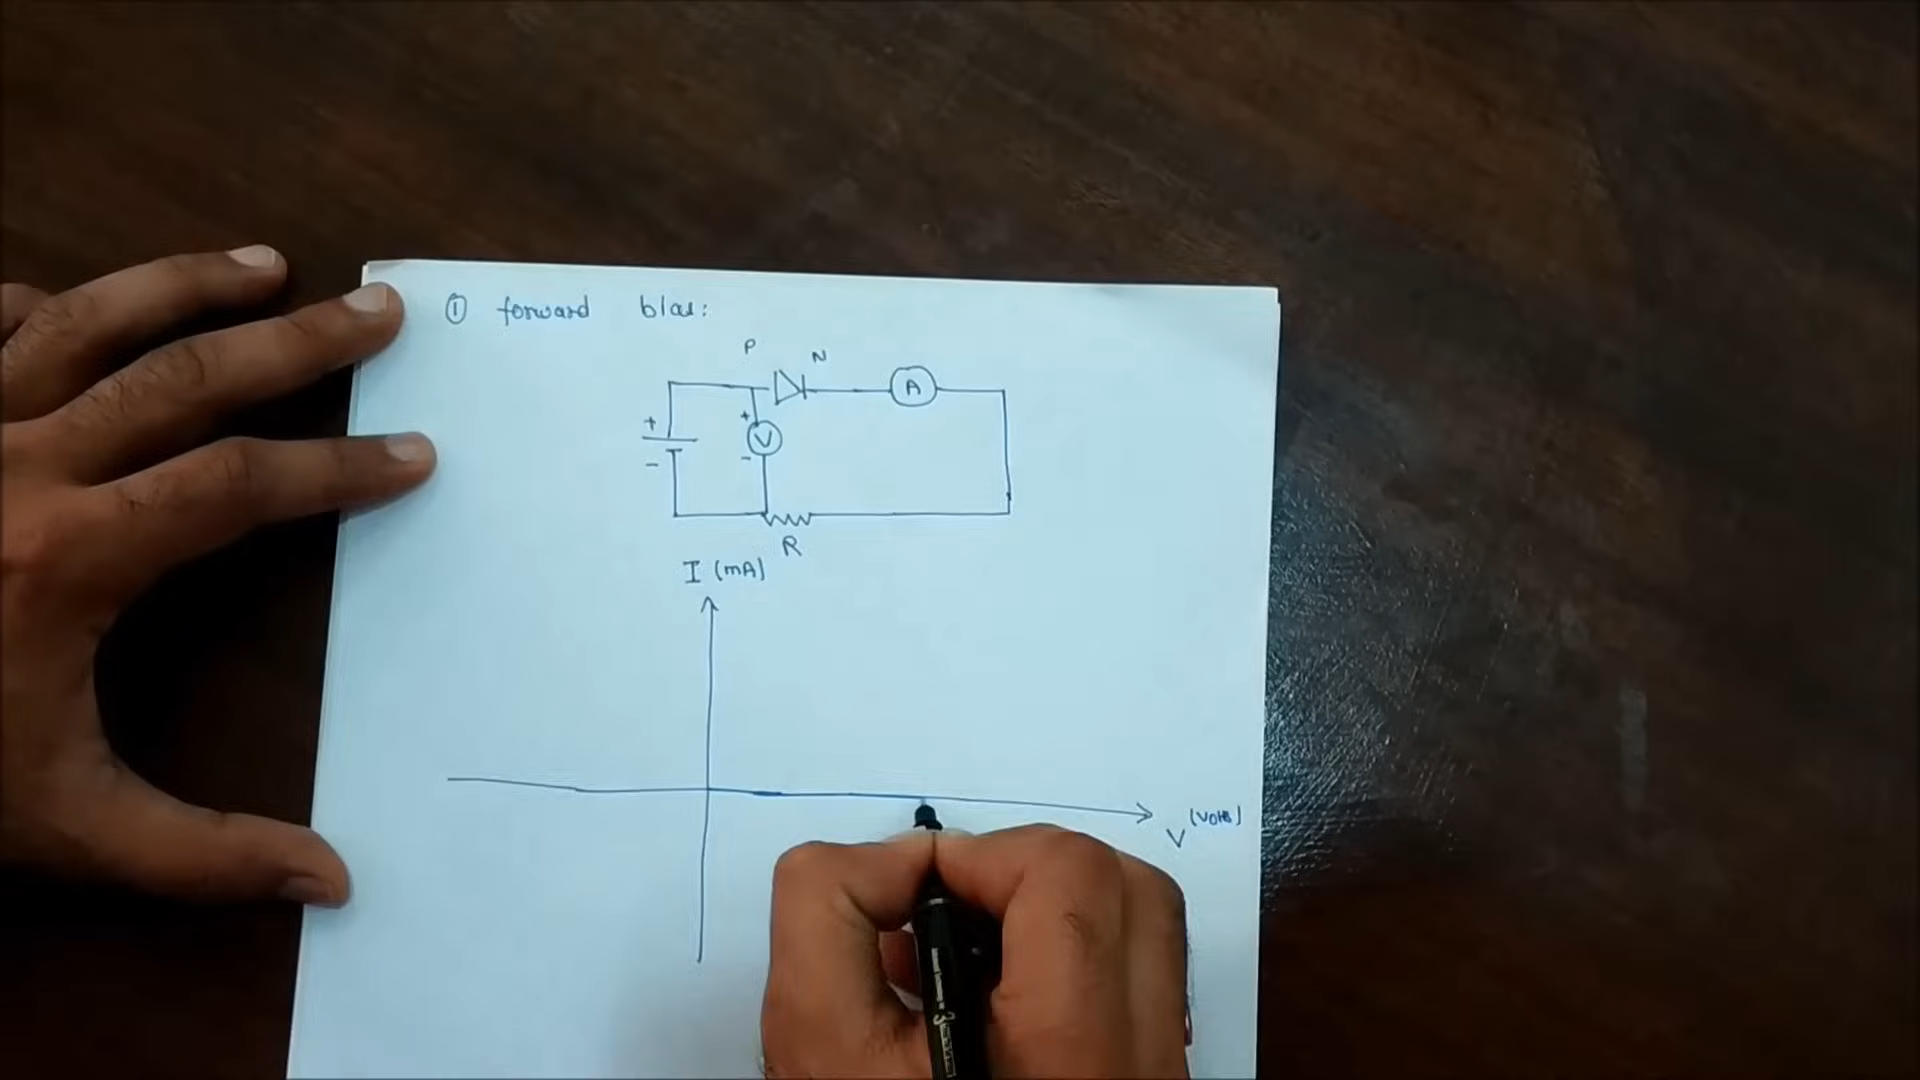 ① forward bias:
P N
A
+
+
V
-
-
R
I (mA)
V (volts)